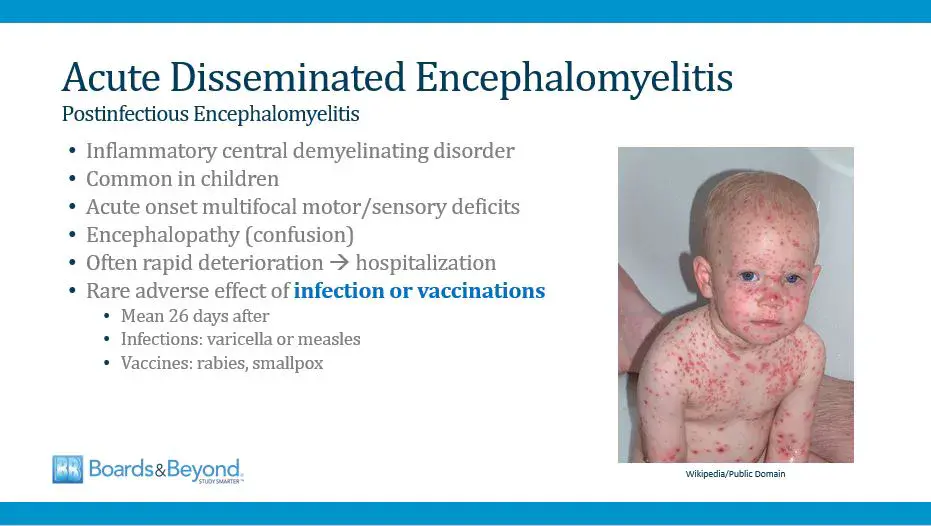 Acute Disseminated Encephalomyelitis
Postinfectious Encephalomyelitis
• Inflammatory central demyelinating disorder
• Common in children
• Acute onset multifocal motor/sensory deficits
• Encephalopathy (confusion)
• Often rapid deterioration → hospitalization
• Rare adverse effect of infection or vaccinations
• Mean 26 days after
• Infections: varicella or measles
• Vaccines: rabies, smallpox
BB Boards&Beyond.
STUDY SMARTER™
Wikipedia/Public Domain